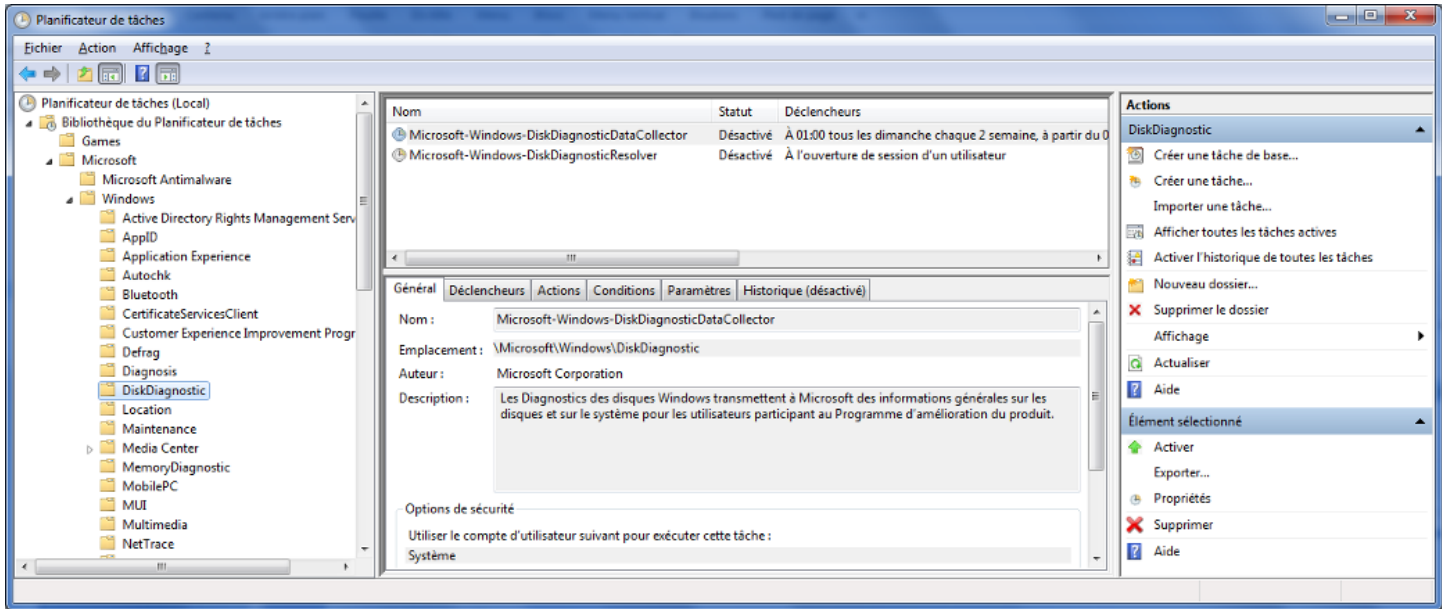 Planificateur de tâches
Fichier Action Affichage ?
Planificateur de tâches (Local)
Bibliothèque du Planificateur de tâches
Games
Microsoft
Microsoft Antimalware
Windows
Active Directory Rights Management Serv
AppID
Application Experience
Autochk
Bluetooth
CertificateServicesClient
Customer Experience Improvement Progr
Defrag
Diagnosis
DiskDiagnostic
Location
Maintenance
Media Center
MemoryDiagnostic
MobilePC
MUI
Multimedia
NetTrace
Nom Statut Déclencheurs
Microsoft-Windows-DiskDiagnosticDataCollector Désactivé À 01:00 tous les dimanche chaque 2 semaine, à partir du 0
Microsoft-Windows-DiskDiagnosticResolver Désactivé À l'ouverture de session d'un utilisateur
Général Déclencheurs Actions Conditions Paramètres Historique (désactivé)
Nom : Microsoft-Windows-DiskDiagnosticDataCollector
Emplacement : \Microsoft\Windows\DiskDiagnostic
Auteur : Microsoft Corporation
Description : Les Diagnostics des disques Windows transmettent à Microsoft des informations générales sur les
disques et sur le système pour les utilisateurs participant au Programme d'amélioration du produit.
Options de sécurité
Utiliser le compte d'utilisateur suivant pour exécuter cette tâche :
Système
Actions
DiskDiagnostic
Créer une tâche de base...
Créer une tâche...
Importer une tâche...
Afficher toutes les tâches actives
Activer l'historique de toutes les tâches
Nouveau dossier...
Supprimer le dossier
Affichage
Actualiser
Aide
Élément sélectionné
Activer
Exporter...
Propriétés
Supprimer
Aide